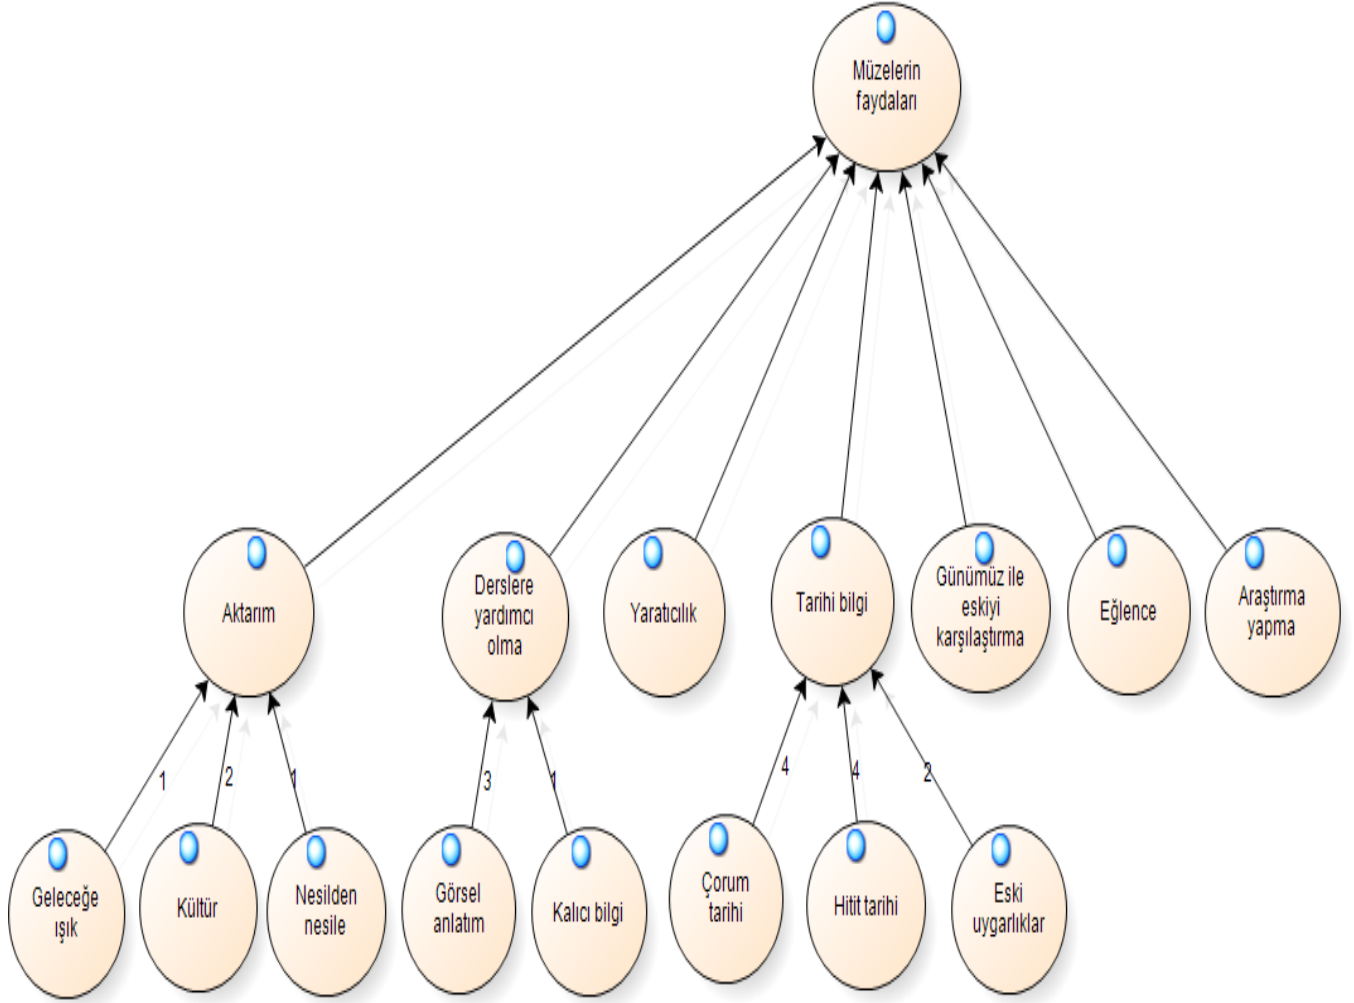 Müzelerin
faydaları
Aktarım
Derslere
yardımcı
olma
Yaratıcılık
Tarihi bilgi
Günümüz ile
eskiyi
karşılaştırma
Eğlence
Araştırma
yapma
1
2
1
3
1
4
4
2
Geleceğe
ışık
Kültür
Nesilden
nesile
Görsel
anlatım
Kalıcı bilgi
Çorum
tarihi
Hitit tarihi
Eski
uygarlıklar